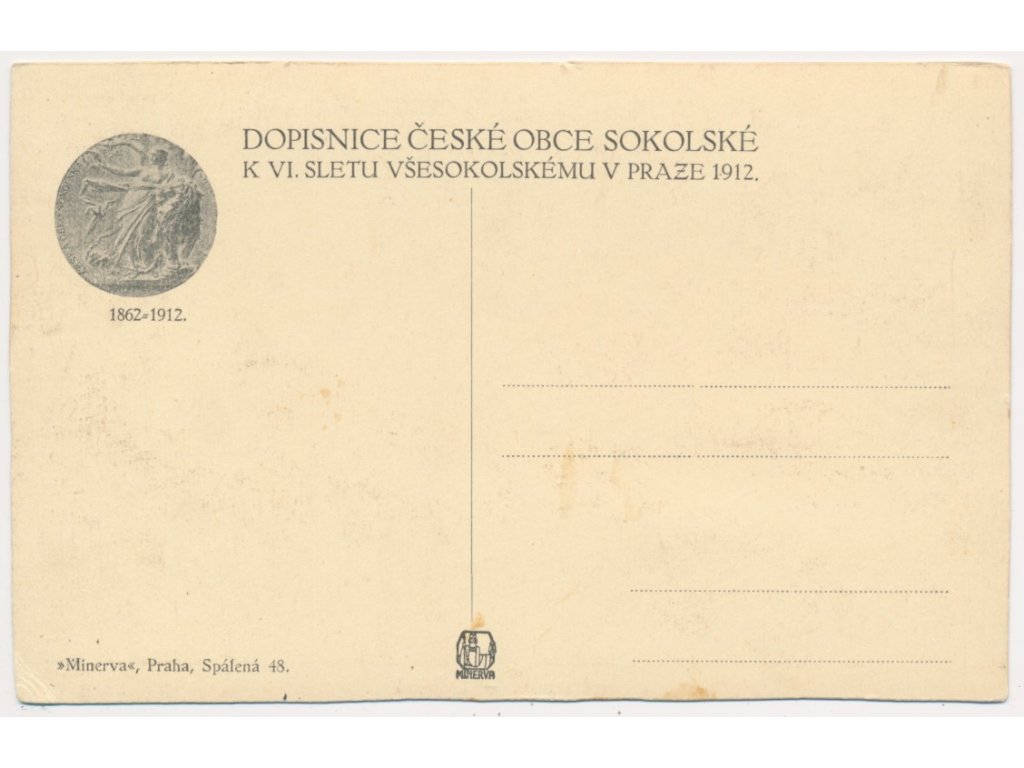 DOPISNICE ČESKÉ OBCE SOKOLSKÉ
K VI. SLETU VŠESOKOLSKÉMU V PRAZE 1912.
1862=1912.
»Minerva«, Praha, Spálená 48.
MINERVA